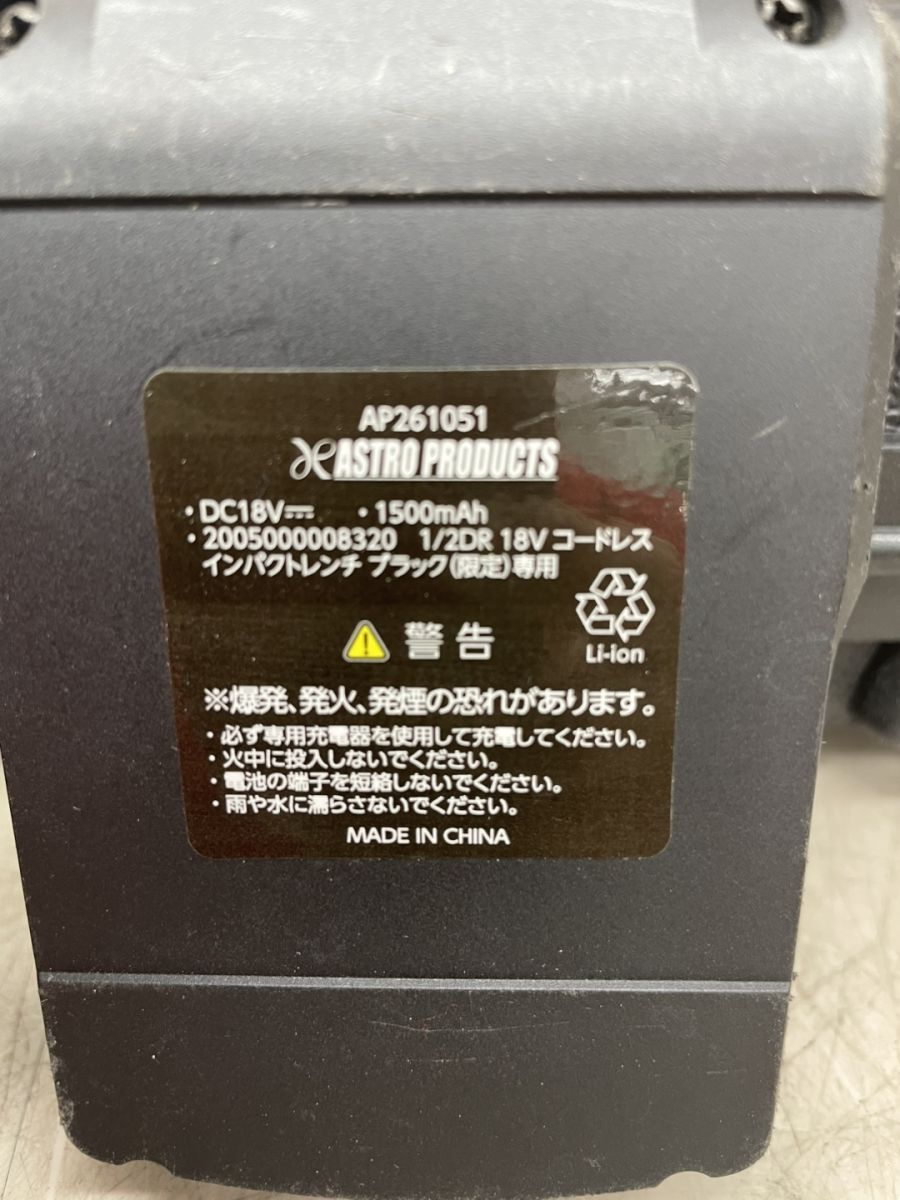 AP261051
ASTRO PRODUCTS
・DC18V⎓ ・1500mAh
・2005000008320 1/2DR 18V コードレス
インパクトレンチ ブラック(限定)専用
Li-ion
警告
※爆発、発火、発煙の恐れがあります。
・必ず専用充電器を使用して充電してください。
・火中に投入しないでください。
・電池の端子を短絡しないでください。
・雨や水に濡らさないでください。
MADE IN CHINA